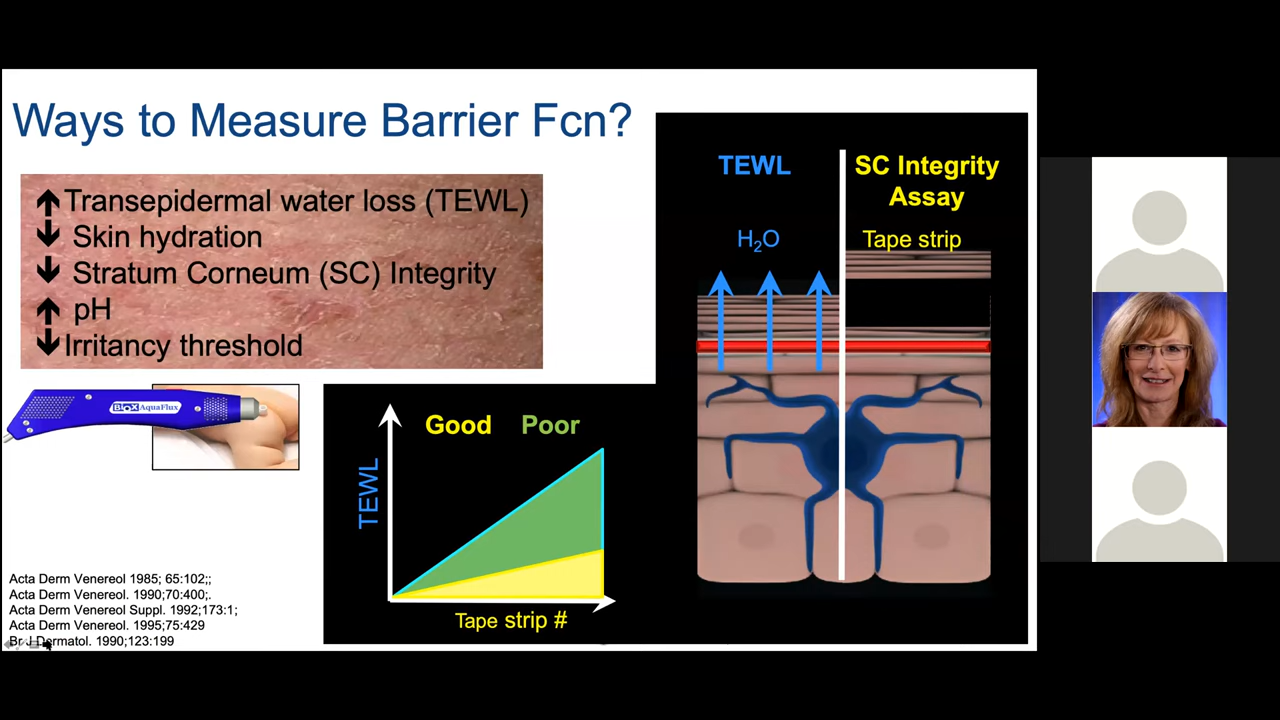 Ways to Measure Barrier Fcn?
↑ Transepidermal water loss (TEWL)
↓ Skin hydration
↓ Stratum Corneum (SC) Integrity
↑ pH
↓ Irritancy threshold
BIOX AquaFlux
TEWL
H₂O
SC Integrity
Assay
Tape strip
Good Poor
TEWL
Tape strip #
Acta Derm Venereol 1985; 65:102;;
Acta Derm Venereol. 1990;70:400;.
Acta Derm Venereol Suppl. 1992;173:1;
Acta Derm Venereol. 1995;75:429
Br J Dermatol. 1990;123:199